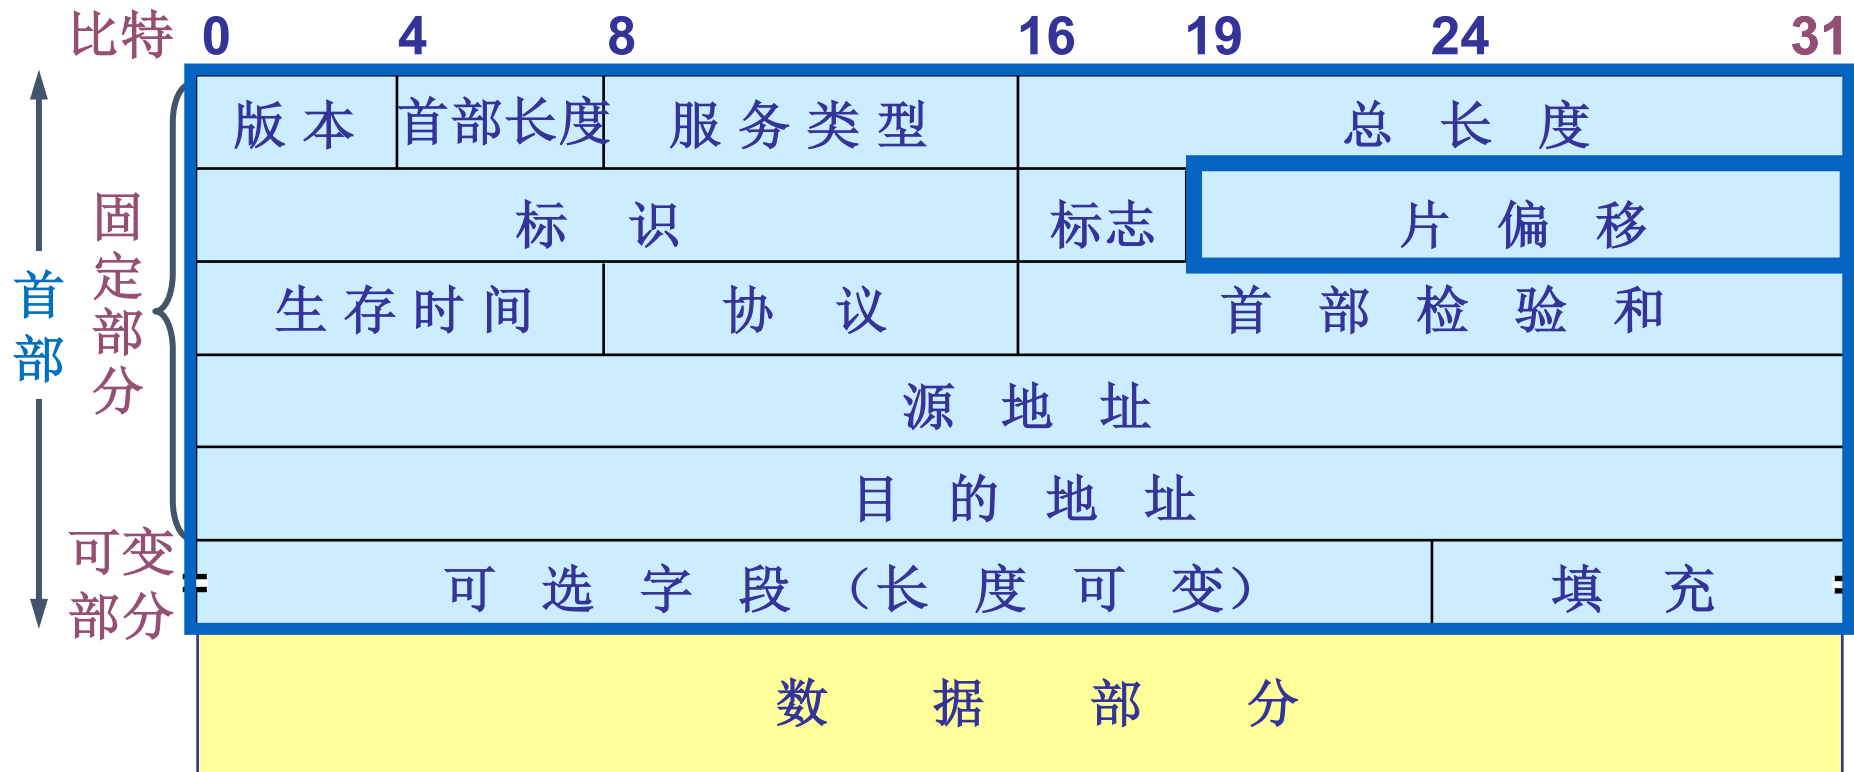 比特 0 4 8 16 19 24 31
版本 首部长度 服务类型 总长度
标识 标志 片偏移
生存时间 协议 首部检验和
源地址
目的地址
可选字段（长度可变） 填充
数据部分
首部
固定部分
可变
部分